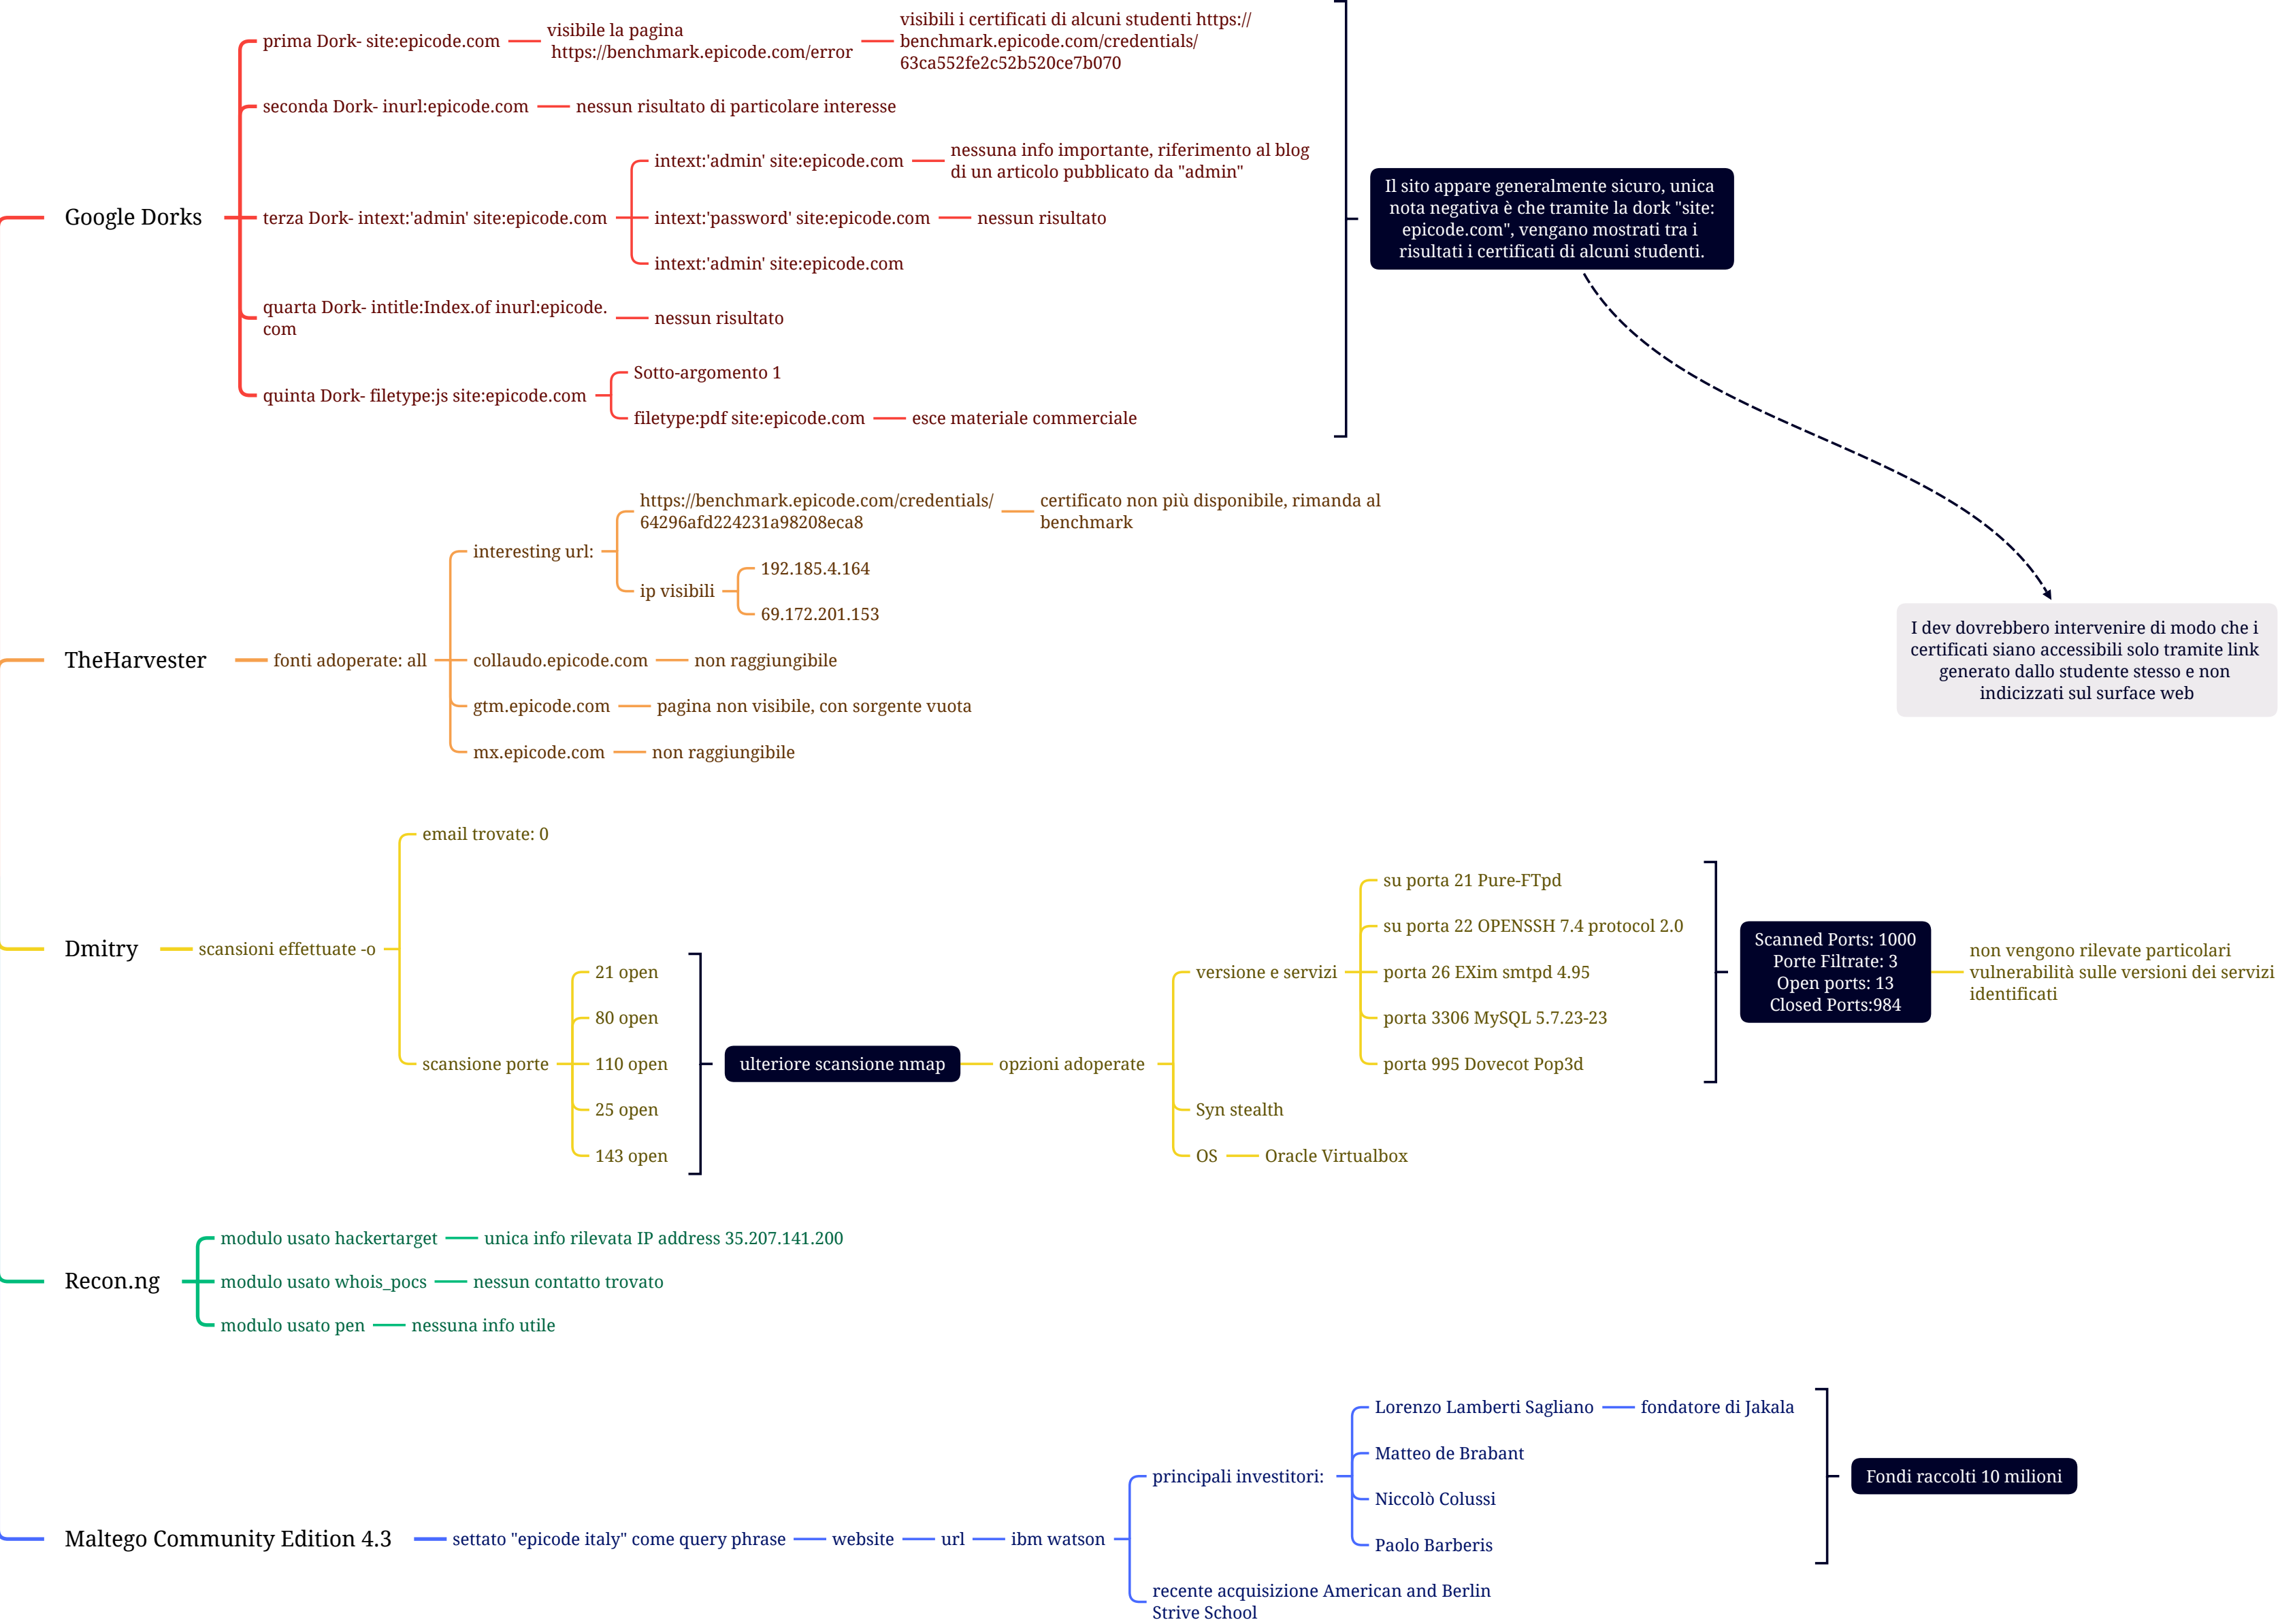 Google Dorks
prima Dork- site:epicode.com
visibile la pagina
https://benchmark.epicode.com/error
visibili i certificati di alcuni studenti https://
benchmark.epicode.com/credentials/
63ca552fe2c52b520ce7b070
seconda Dork- inurl:epicode.com
nessun risultato di particolare interesse
terza Dork- intext:'admin' site:epicode.com
intext:'admin' site:epicode.com
nessuna info importante, riferimento al blog
di un articolo pubblicato da "admin"
intext:'password' site:epicode.com
nessun risultato
intext:'admin' site:epicode.com
quarta Dork- intitle:Index.of inurl:epicode.
com
nessun risultato
quinta Dork- filetype:js site:epicode.com
Sotto-argomento 1
filetype:pdf site:epicode.com
esce materiale commerciale
Il sito appare generalmente sicuro, unica
nota negativa è che tramite la dork "site:
epicode.com", vengano mostrati tra i
risultati i certificati di alcuni studenti.
I dev dovrebbero intervenire di modo che i
certificati siano accessibili solo tramite link
generato dallo studente stesso e non
indicizzati sul surface web
TheHarvester
fonti adoperate: all
interesting url:
https://benchmark.epicode.com/credentials/
64296afd224231a98208eca8
certificato non più disponibile, rimanda al
benchmark
ip visibili
192.185.4.164
69.172.201.153
collaudo.epicode.com
non raggiungibile
gtm.epicode.com
pagina non visibile, con sorgente vuota
mx.epicode.com
non raggiungibile
Dmitry
scansioni effettuate -o
email trovate: 0
scansione porte
21 open
80 open
110 open
25 open
143 open
ulteriore scansione nmap
opzioni adoperate
versione e servizi
su porta 21 Pure-FTpd
su porta 22 OPENSSH 7.4 protocol 2.0
porta 26 EXim smtpd 4.95
porta 3306 MySQL 5.7.23-23
porta 995 Dovecot Pop3d
Syn stealth
OS
Oracle Virtualbox
Scanned Ports: 1000
Porte Filtrate: 3
Open ports: 13
Closed Ports:984
non vengono rilevate particolari
vulnerabilità sulle versioni dei servizi
identificati
Recon.ng
modulo usato hackertarget
unica info rilevata IP address 35.207.141.200
modulo usato whois_pocs
nessun contatto trovato
modulo usato pen
nessuna info utile
Maltego Community Edition 4.3
settato "epicode italy" come query phrase
website
url
ibm watson
principali investitori:
Lorenzo Lamberti Sagliano
fondatore di Jakala
Matteo de Brabant
Niccolò Colussi
Paolo Barberis
Fondi raccolti 10 milioni
recente acquisizione American and Berlin
Strive School